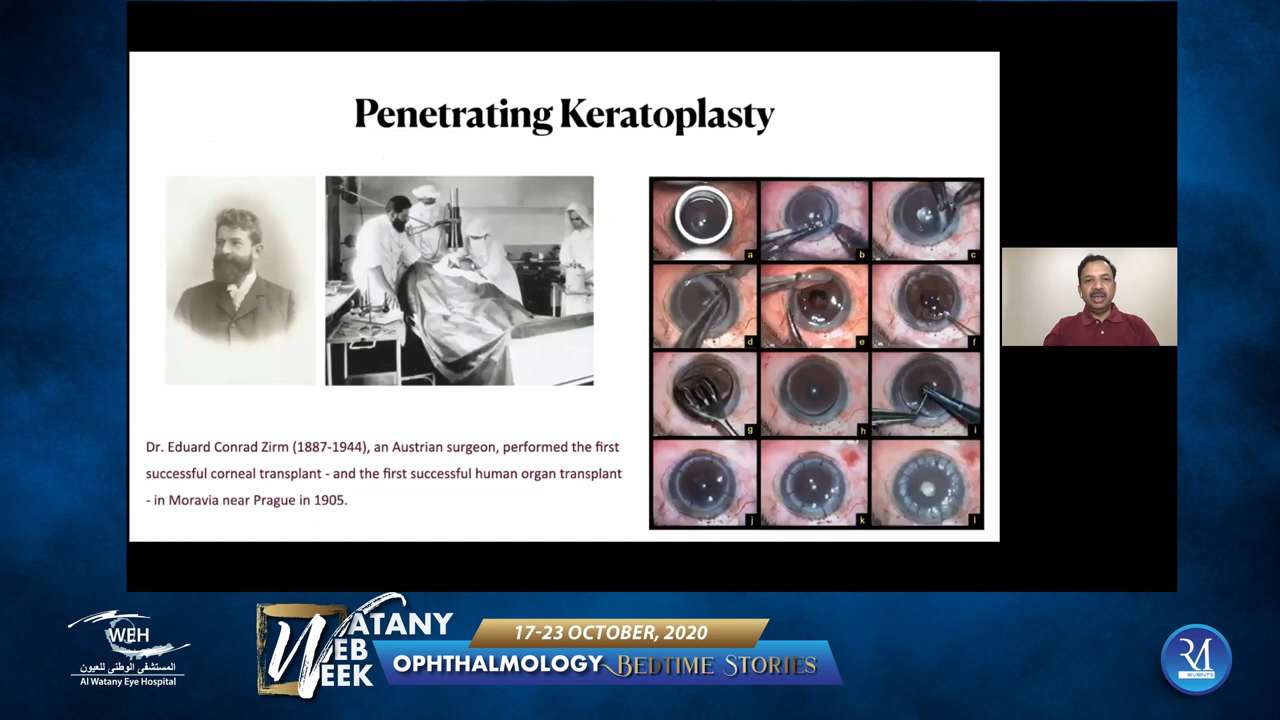 Penetrating Keratoplasty
a
b
c
d
e
f
g
h
i
j
k
l
Dr. Eduard Conrad Zirm (1887-1944), an Austrian surgeon, performed the first
successful corneal transplant - and the first successful human organ transplant
- in Moravia near Prague in 1905.
WEH
المستشفى الوطني للعيون
Al Watany Eye Hospital
WATANY
WEB
WEEK
17-23 OCTOBER, 2020
OPHTHALMOLOGY BEDTIME STORIES
RM
EVENTS